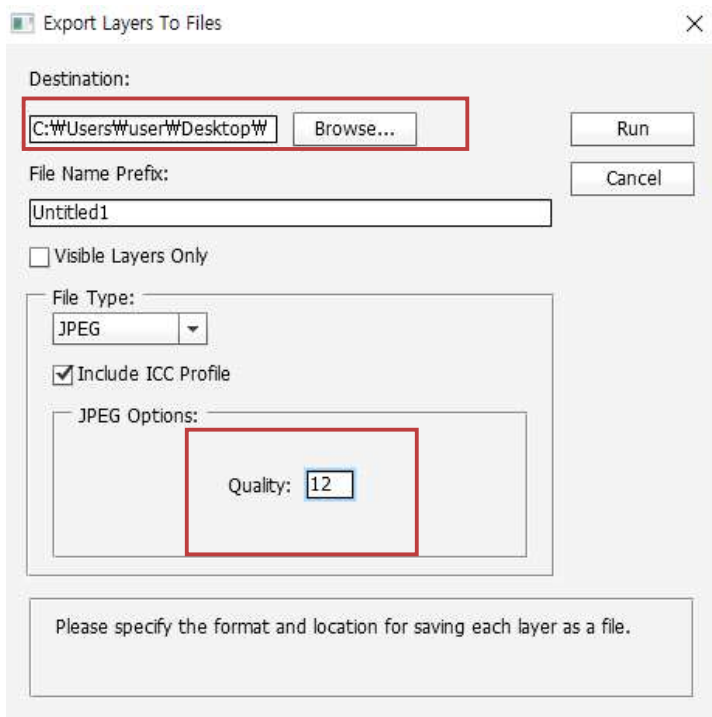 Export Layers To Files
Destination:
C:₩Users₩user₩Desktop₩
Browse...
Run
File Name Prefix:
Cancel
Untitled1
Visible Layers Only
File Type:
JPEG
Include ICC Profile
JPEG Options:
Quality: 12
Please specify the format and location for saving each layer as a file.